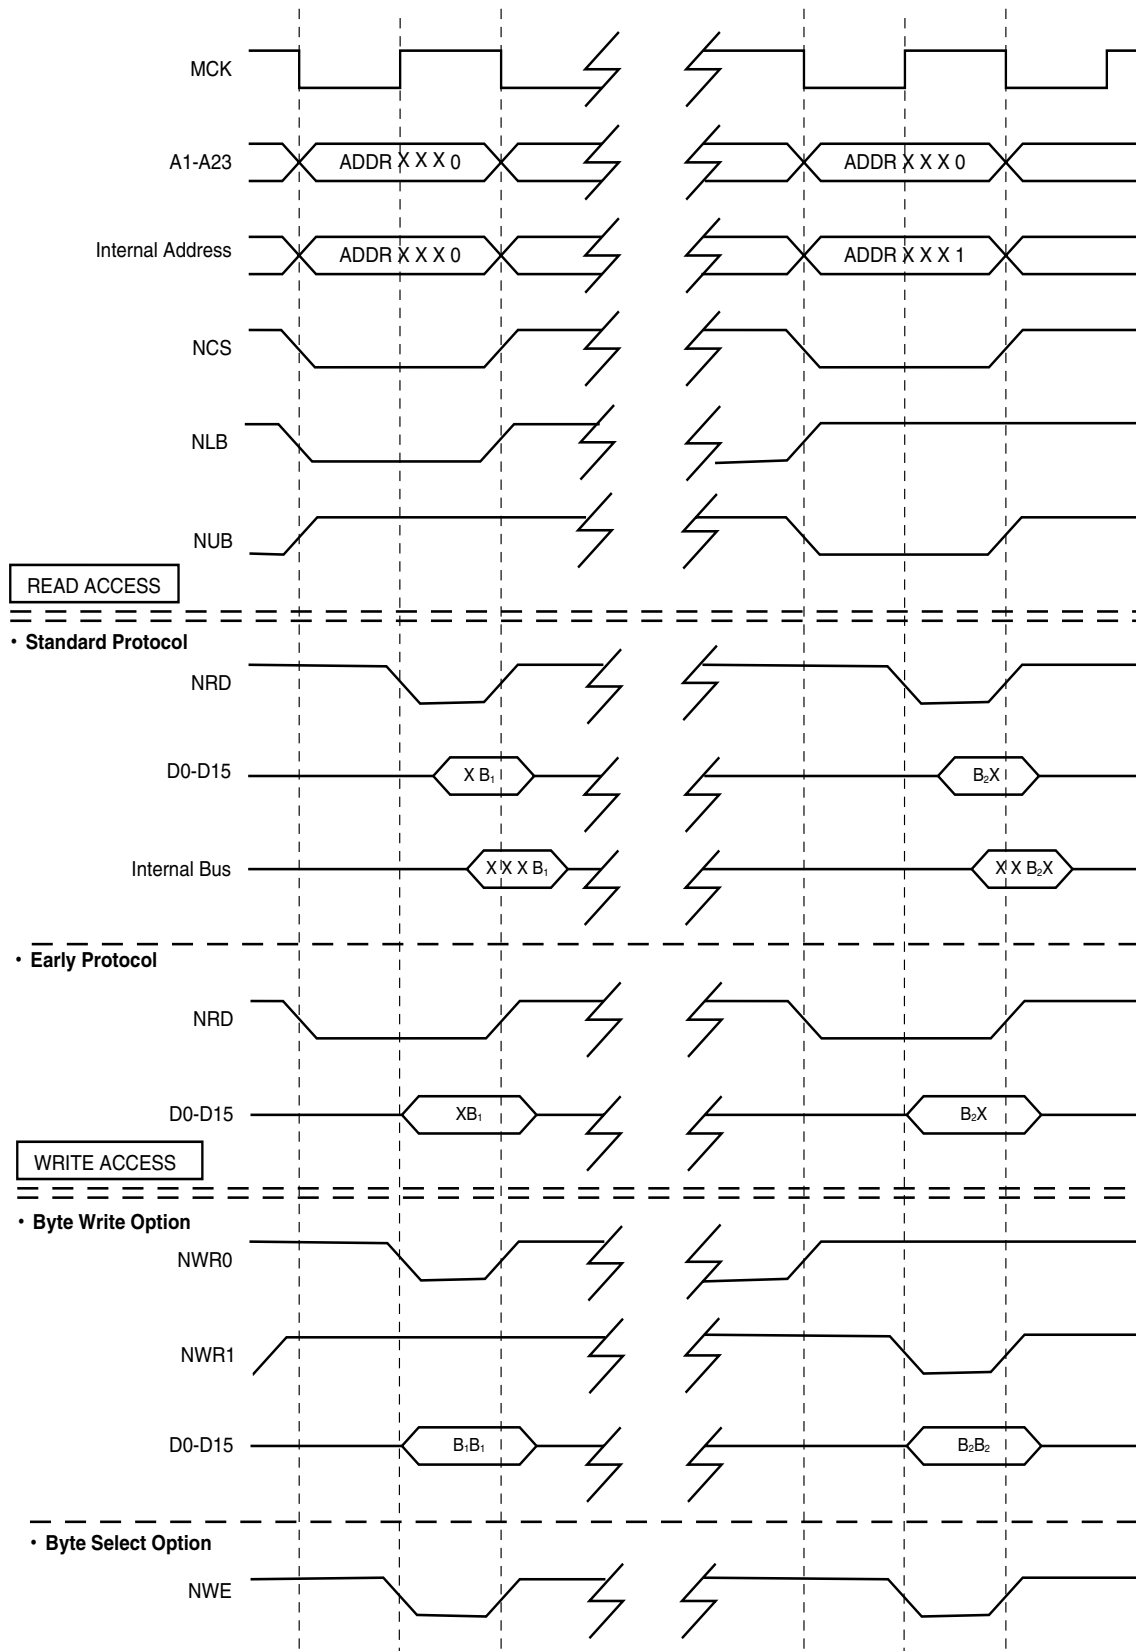 MCK
A1-A23 ADDR X X X 0 ADDR X X X 0
Internal Address ADDR X X X 0 ADDR X X X 1
NCS
NLB
NUB
READ ACCESS
• Standard Protocol
NRD
D0-D15 X B₁ B₂X
Internal Bus X X X B₁ X X B₂X
• Early Protocol
NRD
D0-D15 XB₁ B₂X
WRITE ACCESS
• Byte Write Option
NWR0
NWR1
D0-D15 B₁B₁ B₂B₂
• Byte Select Option
NWE